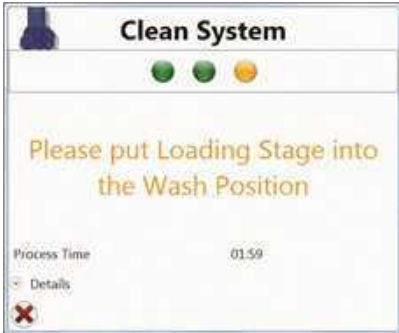 Clean System
Please put Loading Stage into
the Wash Position
Process Time 01:59
Details